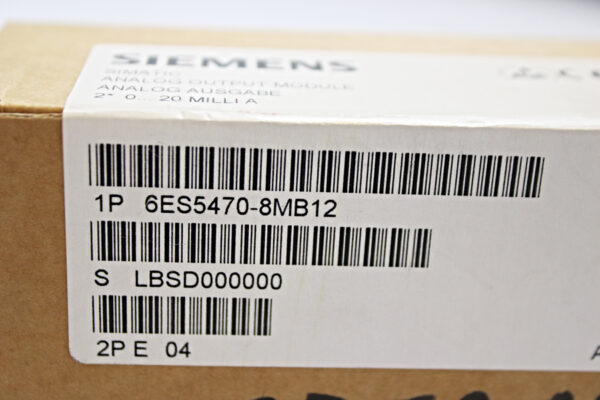 SIEMENS
SIMATIC
ANALOG OUTPUT MODULE
ANALOG AUSGABE
2* 0...20 MILLI A
1P 6ES5470-8MB12
S LBSD000000
2P E 04
A